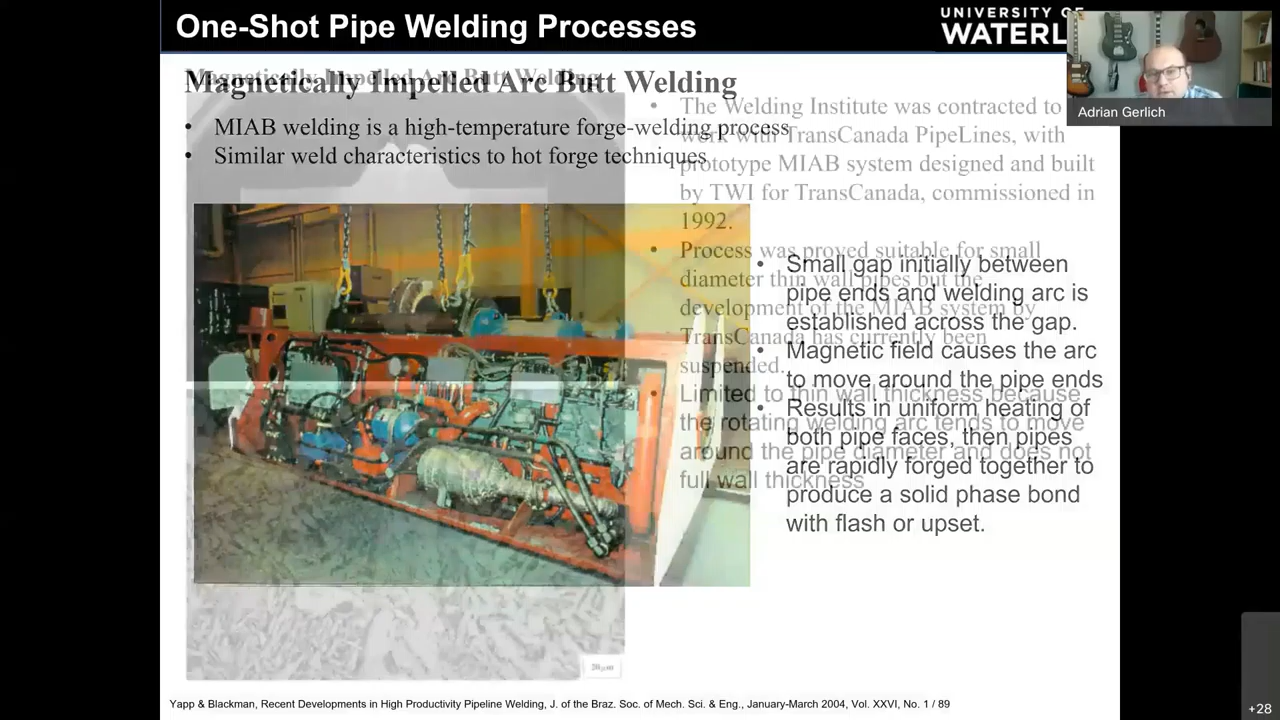 One-Shot Pipe Welding Processes
UNIVERSITY OF
WATERL
Adrian Gerlich
Magnetically Impelled Arc Butt Welding
Magnetically Impelled Arc Butt Welding
• MIAB welding is a high-temperature forge-welding process
• Similar weld characteristics to hot forge techniques
• The Welding Institute was contracted to
work with TransCanada PipeLines, with
prototype MIAB system designed and built
by TWI for TransCanada, commissioned in
1992.
• Process was proved suitable for small
diameter thin wall pipes but the
development of the MIAB system by
TransCanada has currently been
suspended.
• Limited to thin wall thickness because
the rotating welding arc tends to move
around the pipe diameter and does not
full wall thickness
• Small gap initially between
pipe ends and welding arc is
established across the gap.
• Magnetic field causes the arc
to move around the pipe ends
• Results in uniform heating of
both pipe faces, then pipes
are rapidly forged together to
produce a solid phase bond
with flash or upset.
20µm
Yapp & Blackman, Recent Developments in High Productivity Pipeline Welding, J. of the Braz. Soc. of Mech. Sci. & Eng., January-March 2004, Vol. XXVI, No. 1 / 89
+28